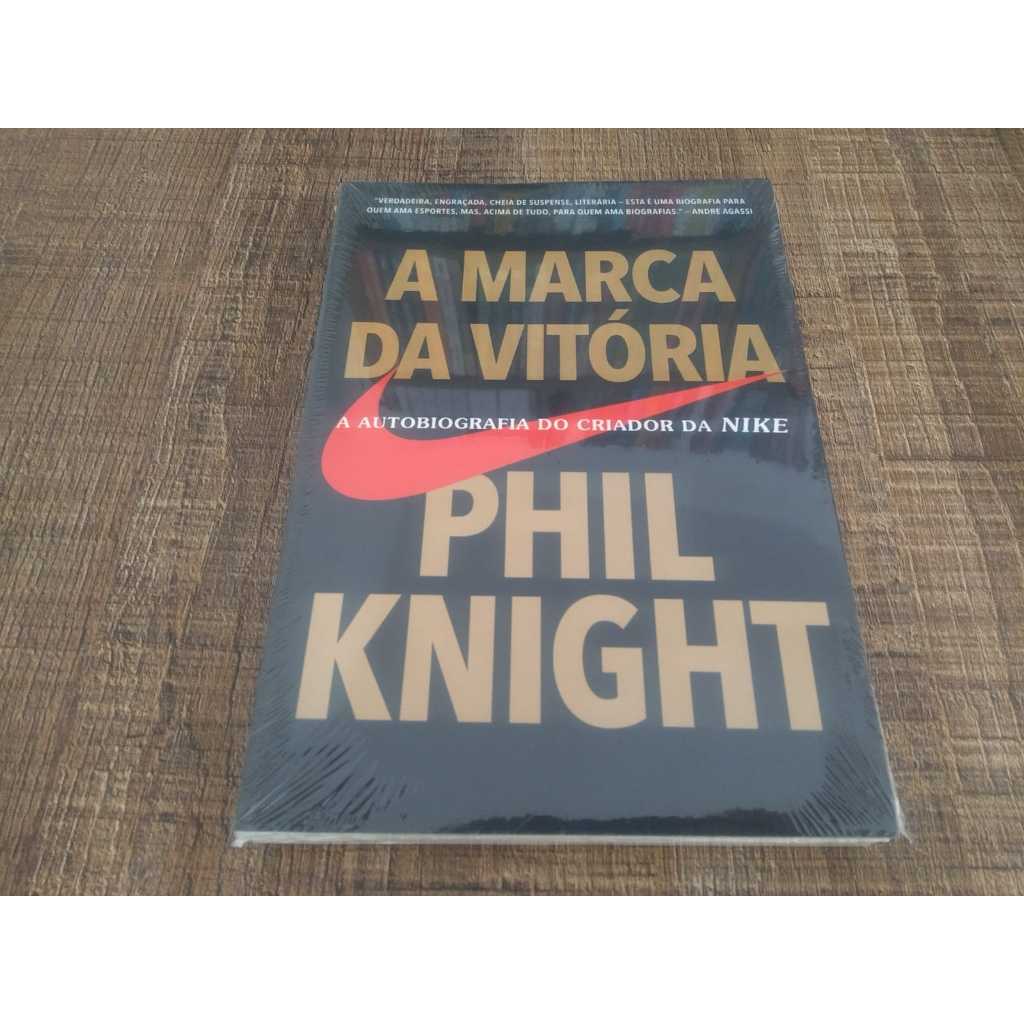 "VERDADEIRA, ENGRAÇADA, CHEIA DE SUSPENSE, LITERÁRIA – ESTA É UMA BIOGRAFIA PARA
QUEM AMA ESPORTES, MAS, ACIMA DE TUDO, PARA QUEM AMA BIOGRAFIAS." – ANDRE AGASSI
A MARCA
DA VITÓRIA
A AUTOBIOGRAFIA DO CRIADOR DA NIKE
PHIL
KNIGHT